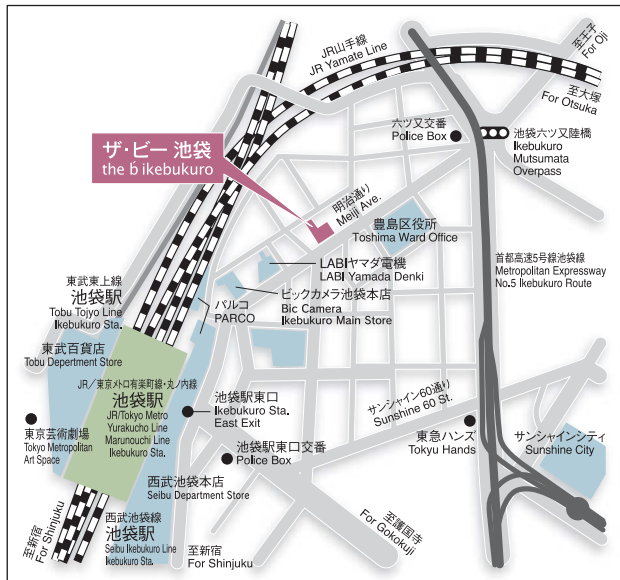 JR山手線
JR Yamate Line
至王子
For Oji
至大塚
For Otsuka
六ツ又交番
Police Box
池袋六ツ又陸橋
Ikebukuro
Mutsumata
Overpass
ザ・ビー 池袋
the b ikebukuro
明治通り
Meiji Ave.
豊島区役所
Toshima Ward Office
首都高速5号線池袋線
Metropolitan Expressway
No.5 Ikebukuro Route
LABIヤマダ電機
LABI Yamada Denki
ビックカメラ池袋本店
Bic Camera
Ikebukuro Main Store
パルコ
PARCO
東武東上線
池袋駅
Tobu Tojyo Line
Ikebukuro Sta.
東武百貨店
Tobu Depertment Store
JR／東京メトロ有楽町線・丸ノ内線
池袋駅
JR/Tokyo Metro
Yurakucho Line
Marunouchi Line
Ikebukuro Sta.
池袋駅東口
Ikebukuro Sta.
East Exit
サンシャイン60通り
Sunshine 60 St.
東急ハンズ
Tokyu Hands
サンシャインシティ
Sunshine City
東京芸術劇場
Tokyo Metropolitan
Art Space
池袋駅東口交番
Police Box
西武池袋本店
Seibu Department Store
至新宿
For Shinjuku
西武池袋線
池袋駅
Seibu Ikebukuro Line
Ikebukuro Sta.
至新宿
For Shinjuku
至護国寺
For Gokokuji